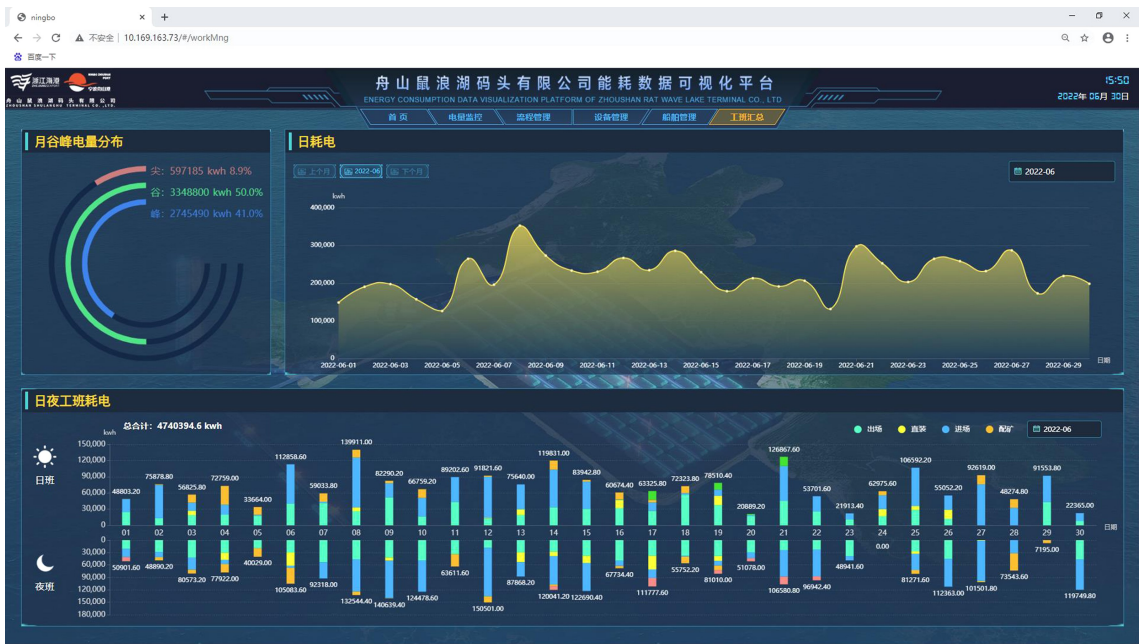 ningbo
不安全 | 10.169.163.73/#/workMng
百度一下
浙江海港
舟山鼠浪湖码头有限公司
舟山鼠浪湖码头有限公司能耗数据可视化平台
ENERGY CONSUMPTION DATA VISUALIZATION PLATFORM OF ZHOUSHAN RAT WAVE LAKE TERMINAL CO., LTD
15:50
2022年 06月 30日
首页 电量监控 流程管理 设备管理 船舶管理 工班汇总
月谷峰电量分布
尖: 597185 kwh 8.9%
谷: 3348800 kwh 50.0%
峰: 2745490 kwh 41.0%
日耗电
上个月 2022-06 下个月
2022-06
kwh
400,000
300,000
200,000
100,000
0
2022-06-01 2022-06-03 2022-06-05 2022-06-07 2022-06-09 2022-06-11 2022-06-13 2022-06-15 2022-06-17 2022-06-19 2022-06-21 2022-06-23 2022-06-25 2022-06-27 2022-06-29
日期
日夜工班耗电
总合计: 4740394.6 kwh
出场 直装 进场 配矿 2022-06
kwh
日班
150,000
120,000
90,000
60,000
30,000
0
48803.20 75878.80 56825.80 72759.00 33664.00 112858.60 59033.80 139911.00 82290.20 66759.20 89202.60 91821.60 75640.00 119831.00 83942.80 60674.40 63325.80 72323.80 78510.40 20889.20 126867.60 53701.60 21913.40 62975.60 106592.20 55052.20 92619.00 48274.80 91553.80 22365.00
01 02 03 04 05 06 07 08 09 10 11 12 13 14 15 16 17 18 19 20 21 22 23 24 25 26 27 28 29 30
日期
夜班
0
30,000
60,000
90,000
120,000
150,000
180,000
50901.60 48890.20 80573.20 77922.00 40029.00 105083.60 92318.00 132544.40 140639.40 124478.60 63611.60 150501.00 87868.20 120041.20 122690.40 67734.40 111777.60 55752.20 81010.00 51078.00 106580.80 96942.40 48941.60 0.00 81271.60 112363.00 101501.80 73543.60 7195.00 119749.80